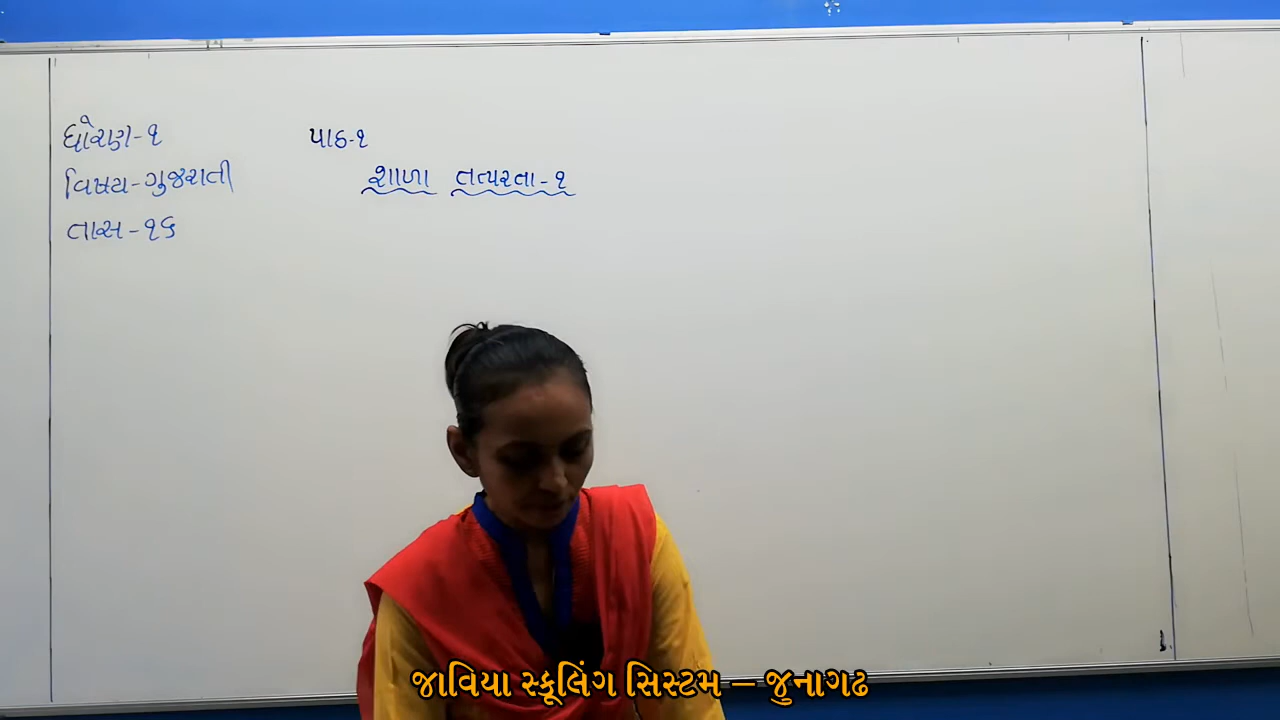 ધોરણ-૧
વિષય-ગુજરાતી
તાસ-૧૬
પાઠ-૧
શાળા તત્પરતા-૧
જાવિયા સ્કૂલિંગ સિસ્ટમ – જુનાગઢ